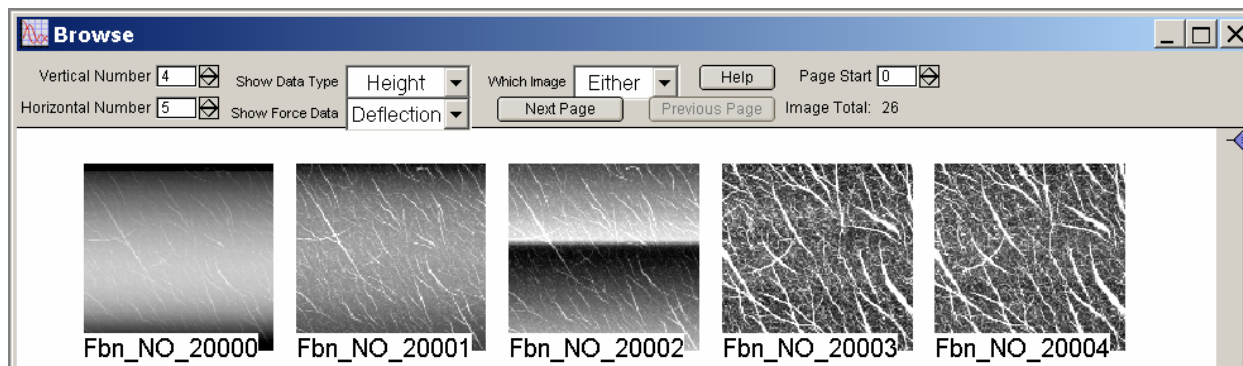 Browse
Vertical Number 4 Show Data Type Height Which Image Either Help Page Start 0
Horizontal Number 5 Show Force Data Deflection Next Page Previous Page Image Total: 26
Fbn_NO_20000 Fbn_NO_20001 Fbn_NO_20002 Fbn_NO_20003 Fbn_NO_20004